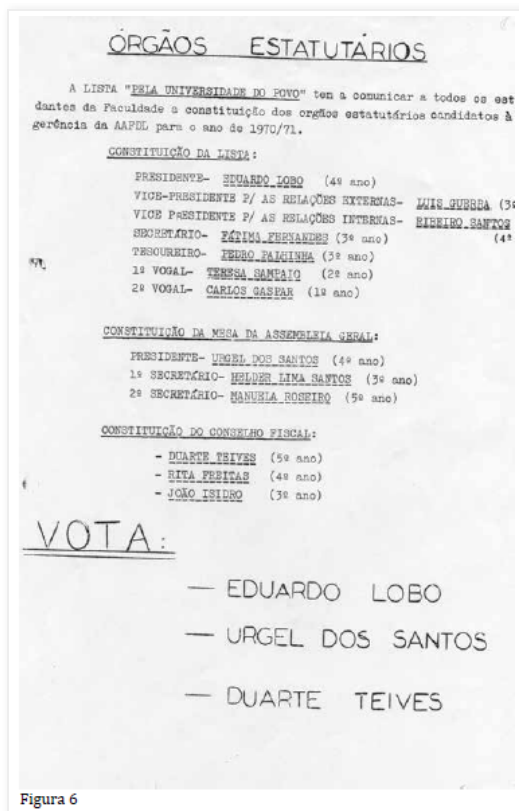 ÓRGÃOS ESTATUTÁRIOS
A LISTA "PELA UNIVERSIDADE DO POVO" tem a comunicar a todos os est
dantes da Faculdade a constituição dos orgãos estatutários candidatos à
gerência da AAFDL para o ano de 1970/71.
CONSTITUIÇÃO DA LISTA:
PRESIDENTE- EDUARDO LOBO (4º ano)
VICE-PRESIDENTE P/ AS RELAÇÕES EXTERNAS- LUIS GUERRA (3º
VICE PRESIDENTE P/ AS RELAÇÕES INTERNAS- RIBEIRO SANTOS
(4º
SECRETÁRIO- FÁTIMA FERNANDES (3º ano)
TESOUREIRO- PEDRO PALHINHA (3º ano)
1º VOGAL- TERESA SAMPAIO (2º ano)
2º VOGAL- CARLOS GASPAR (1º ano)
CONSTITUIÇÃO DA MESA DA ASSEMBLEIA GERAL:
PRESIDENTE- URGEL DOS SANTOS (4º ano)
1º SECRETÁRIO- HELDER LIMA SANTOS (3º ano)
2º SECRETÁRIO- MANUELA ROSEIRO (5º ano)
CONSTITUIÇÃO DO CONSELHO FISCAL:
- DUARTE TEIVES (5º ano)
- RITA FREITAS (4º ano)
- JOÃO ISIDRO (3º ano)
VOTA:
— EDUARDO LOBO
— URGEL DOS SANTOS
— DUARTE TEIVES
Figura 6